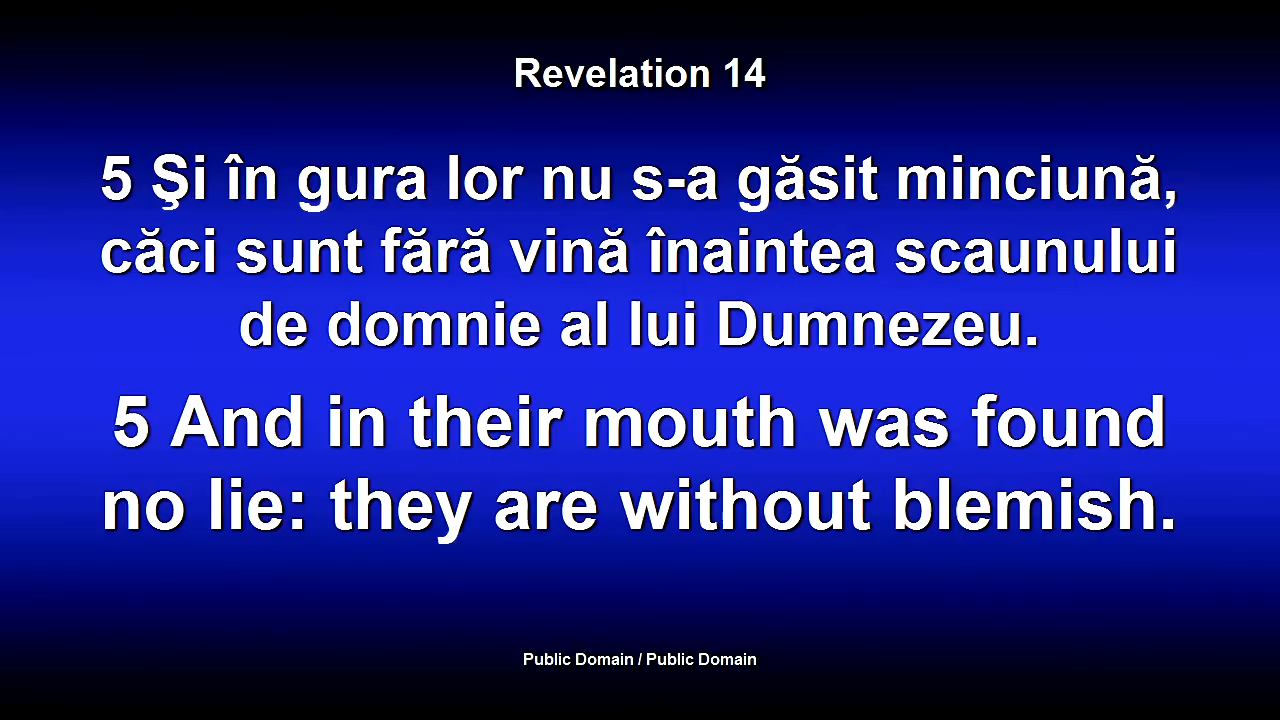 Revelation 14
5 Şi în gura lor nu s-a găsit minciună,
căci sunt fără vină înaintea scaunului
de domnie al lui Dumnezeu.
5 And in their mouth was found
no lie: they are without blemish.
Public Domain / Public Domain